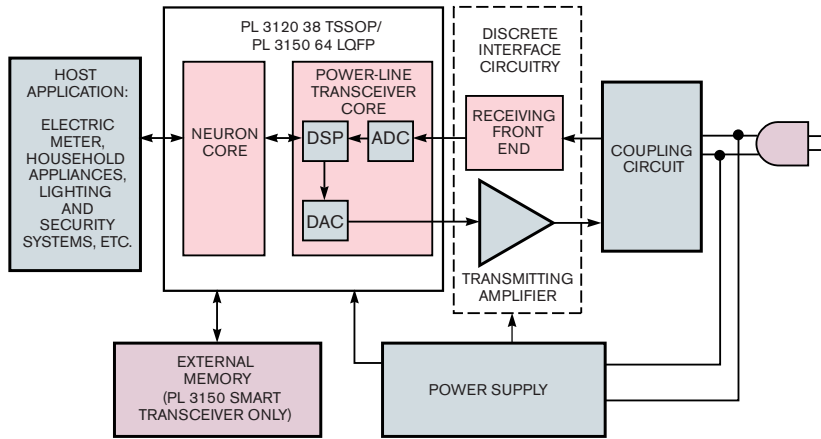 PL 3120 38 TSSOP/
PL 3150 64 LQFP
HOST
APPLICATION:
ELECTRIC
METER,
HOUSEHOLD
APPLIANCES,
LIGHTING
AND
SECURITY
SYSTEMS, ETC.
NEURON
CORE
POWER-LINE
TRANSCEIVER
CORE
DSP
ADC
DAC
DISCRETE
INTERFACE
CIRCUITRY
RECEIVING
FRONT
END
TRANSMITTING
AMPLIFIER
COUPLING
CIRCUIT
EXTERNAL
MEMORY
(PL 3150 SMART
TRANSCEIVER ONLY)
POWER SUPPLY